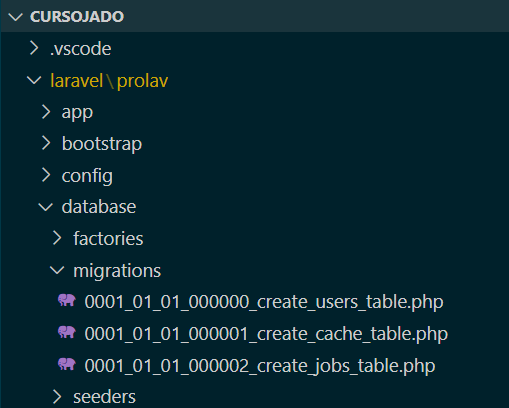 CURSOJADO
.vscode
laravel\prolav
app
bootstrap
config
database
factories
migrations
0001_01_01_000000_create_users_table.php
0001_01_01_000001_create_cache_table.php
0001_01_01_000002_create_jobs_table.php
seeders